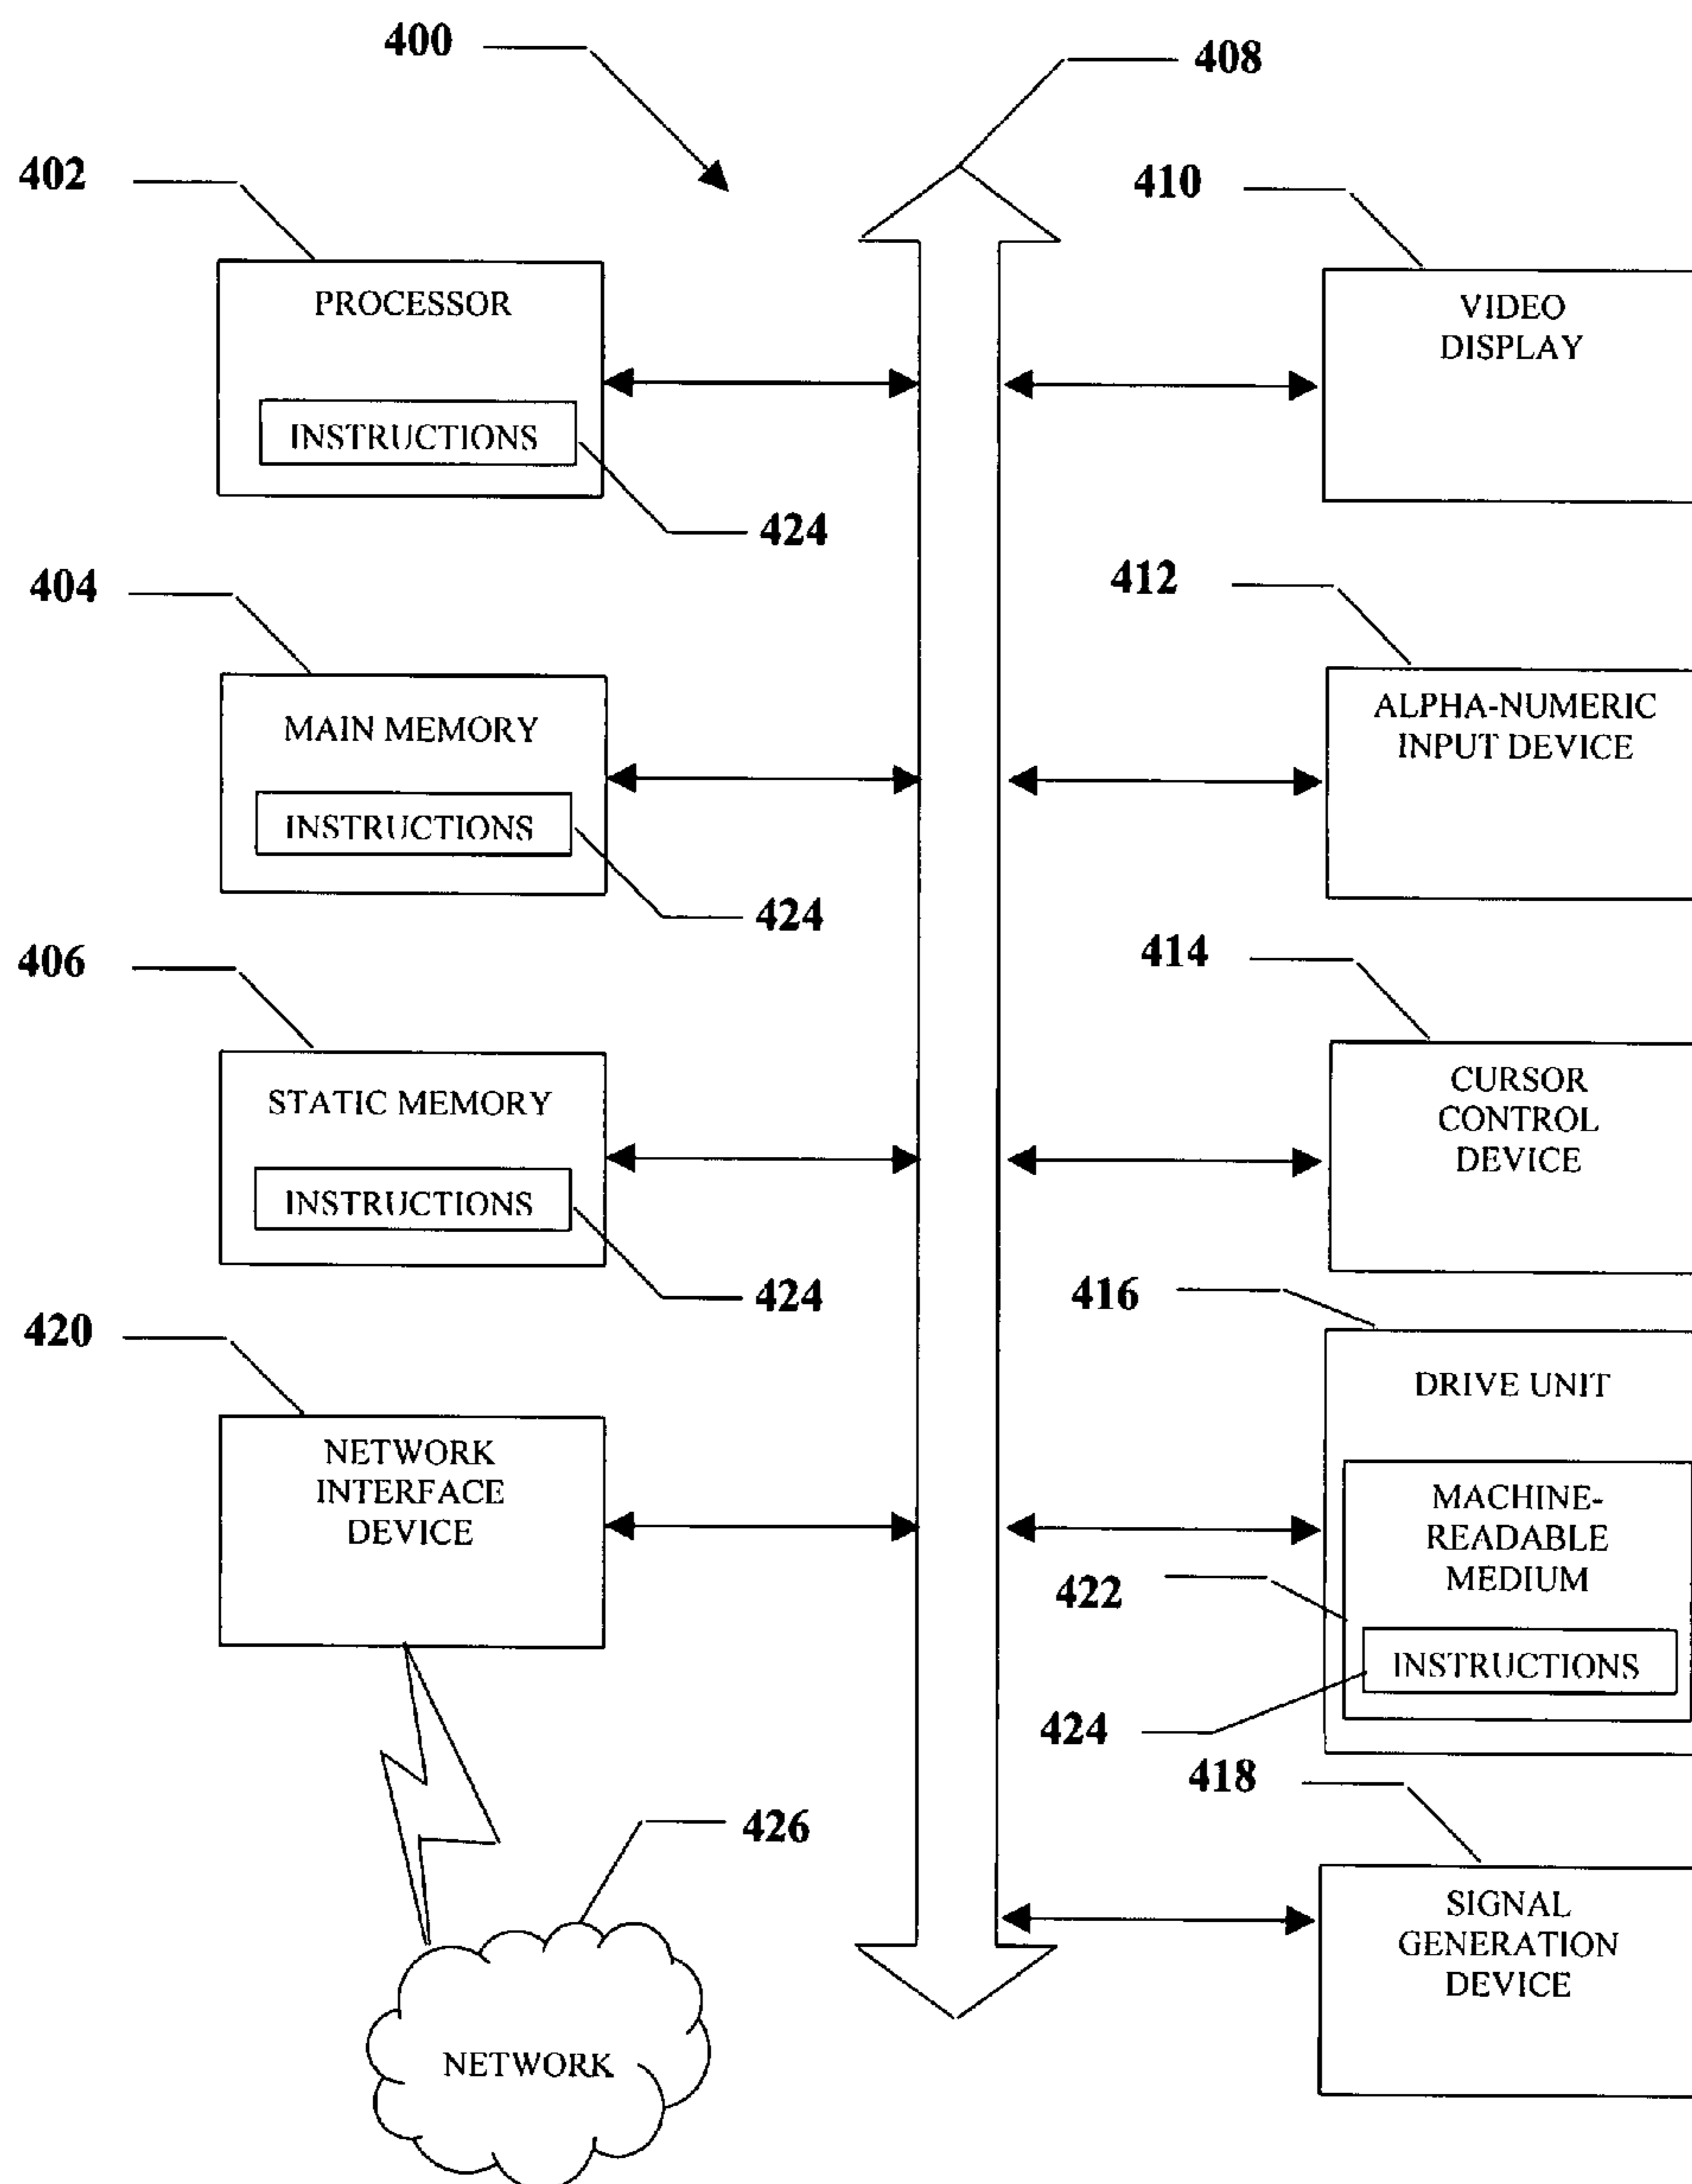 400
408
402
410
PROCESSOR
INSTRUCTIONS
424
VIDEO
DISPLAY
404
412
MAIN MEMORY
INSTRUCTIONS
424
ALPHA-NUMERIC
INPUT DEVICE
406
414
STATIC MEMORY
INSTRUCTIONS
424
CURSOR
CONTROL
DEVICE
420
416
NETWORK
INTERFACE
DEVICE
DRIVE UNIT
MACHINE-
READABLE
MEDIUM
422
INSTRUCTIONS
424
418
426
NETWORK
SIGNAL
GENERATION
DEVICE